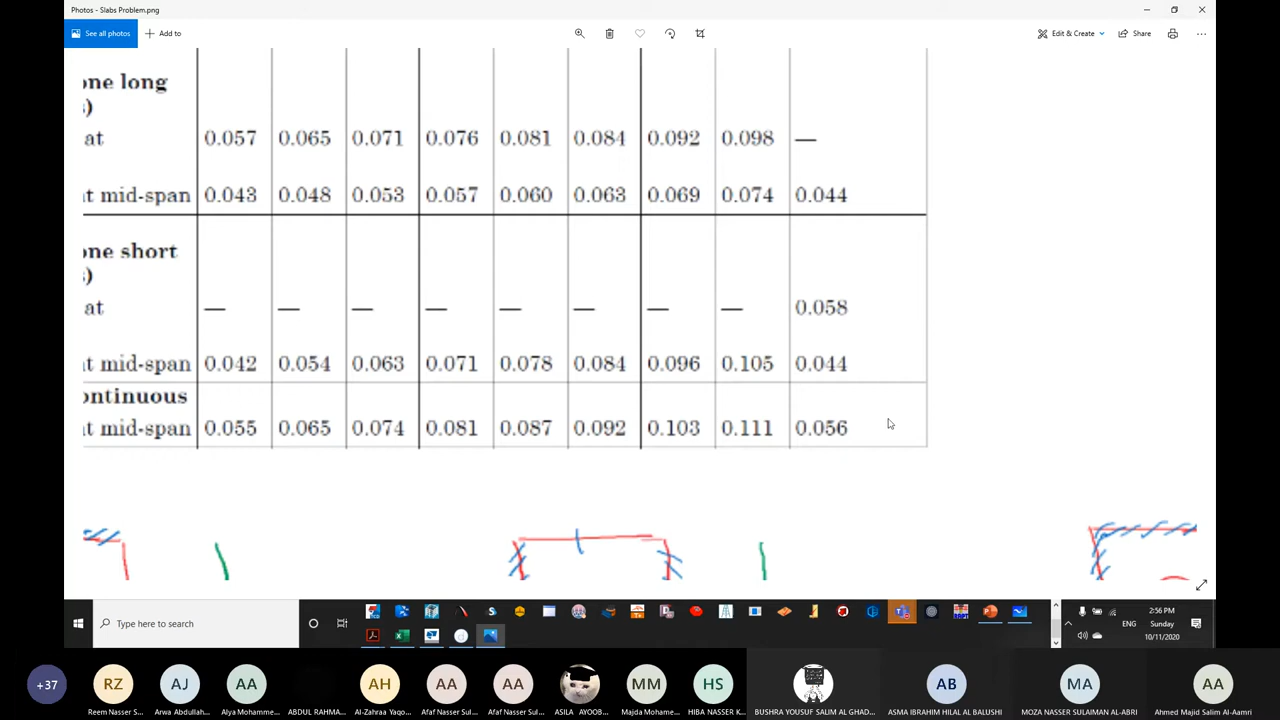 Photos - Slabs Problem.png
See all photos
Add to
Edit & Create
Share
one long
s)
at
0.057 0.065 0.071 0.076 0.081 0.084 0.092 0.098 —
at mid-span 0.043 0.048 0.053 0.057 0.060 0.063 0.069 0.074 0.044
one short
s)
at
— — — — — — — — 0.058
at mid-span 0.042 0.054 0.063 0.071 0.078 0.084 0.096 0.105 0.044
ontinuous
at mid-span 0.055 0.065 0.074 0.081 0.087 0.092 0.103 0.111 0.056
Type here to search
ENG
2:56 PM
Sunday
10/11/2020
+37 RZ AJ AA AH AA AA MM HS AB MA AA
Reem Nasser S... Arwa Abdullah... Alya Mohamme... ABDUL RAHMA... Al-Zahraa Yaqo... Afaf Nasser Sul... Afaf Nasser Sul... ASILA AYOOB... Majda Mohame... HIBA NASSER K... BUSHRA YOUSUF SALIM AL GHAD... ASMA IBRAHIM HILAL AL BALUSHI MOZA NASSER SULAIMAN AL-ABRI Ahmed Majid Salim Al-Aamri